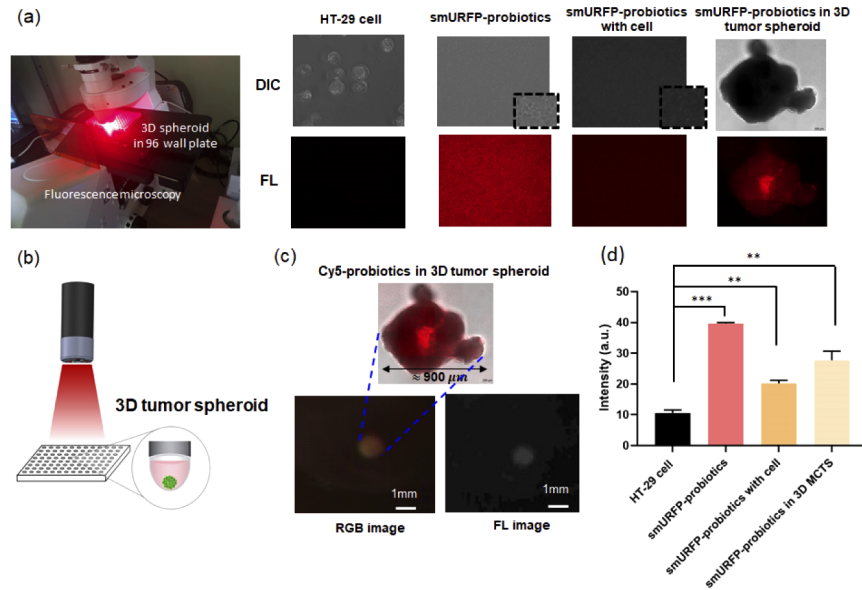 (a)
HT-29 cell
smURFP-probiotics
smURFP-probiotics
with cell
smURFP-probiotics in 3D
tumor spheroid
DIC
FL
3D spheroid
in 96 wall plate
Fluorescence microscopy
(b)
3D tumor spheroid
(c)
Cy5-probiotics in 3D tumor spheroid
≈ 900 μm
1mm
1mm
RGB image
FL image
(d)
**
**
***
Intensity (a.u.)
50
40
30
20
10
0
HT-29 cell
smURFP-probiotics
smURFP-probiotics with cell
smURFP-probiotics in 3D MCTS